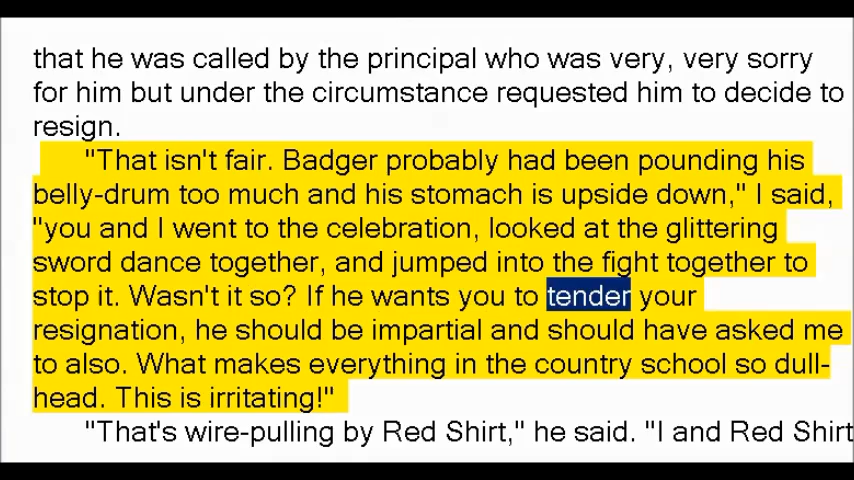 that he was called by the principal who was very, very sorry
for him but under the circumstance requested him to decide to
resign.
"That isn't fair. Badger probably had been pounding his
belly-drum too much and his stomach is upside down," I said,
"you and I went to the celebration, looked at the glittering
sword dance together, and jumped into the fight together to
stop it. Wasn't it so? If he wants you to tender your
resignation, he should be impartial and should have asked me
to also. What makes everything in the country school so dull-
head. This is irritating!"
"That's wire-pulling by Red Shirt," he said. "I and Red Shirt